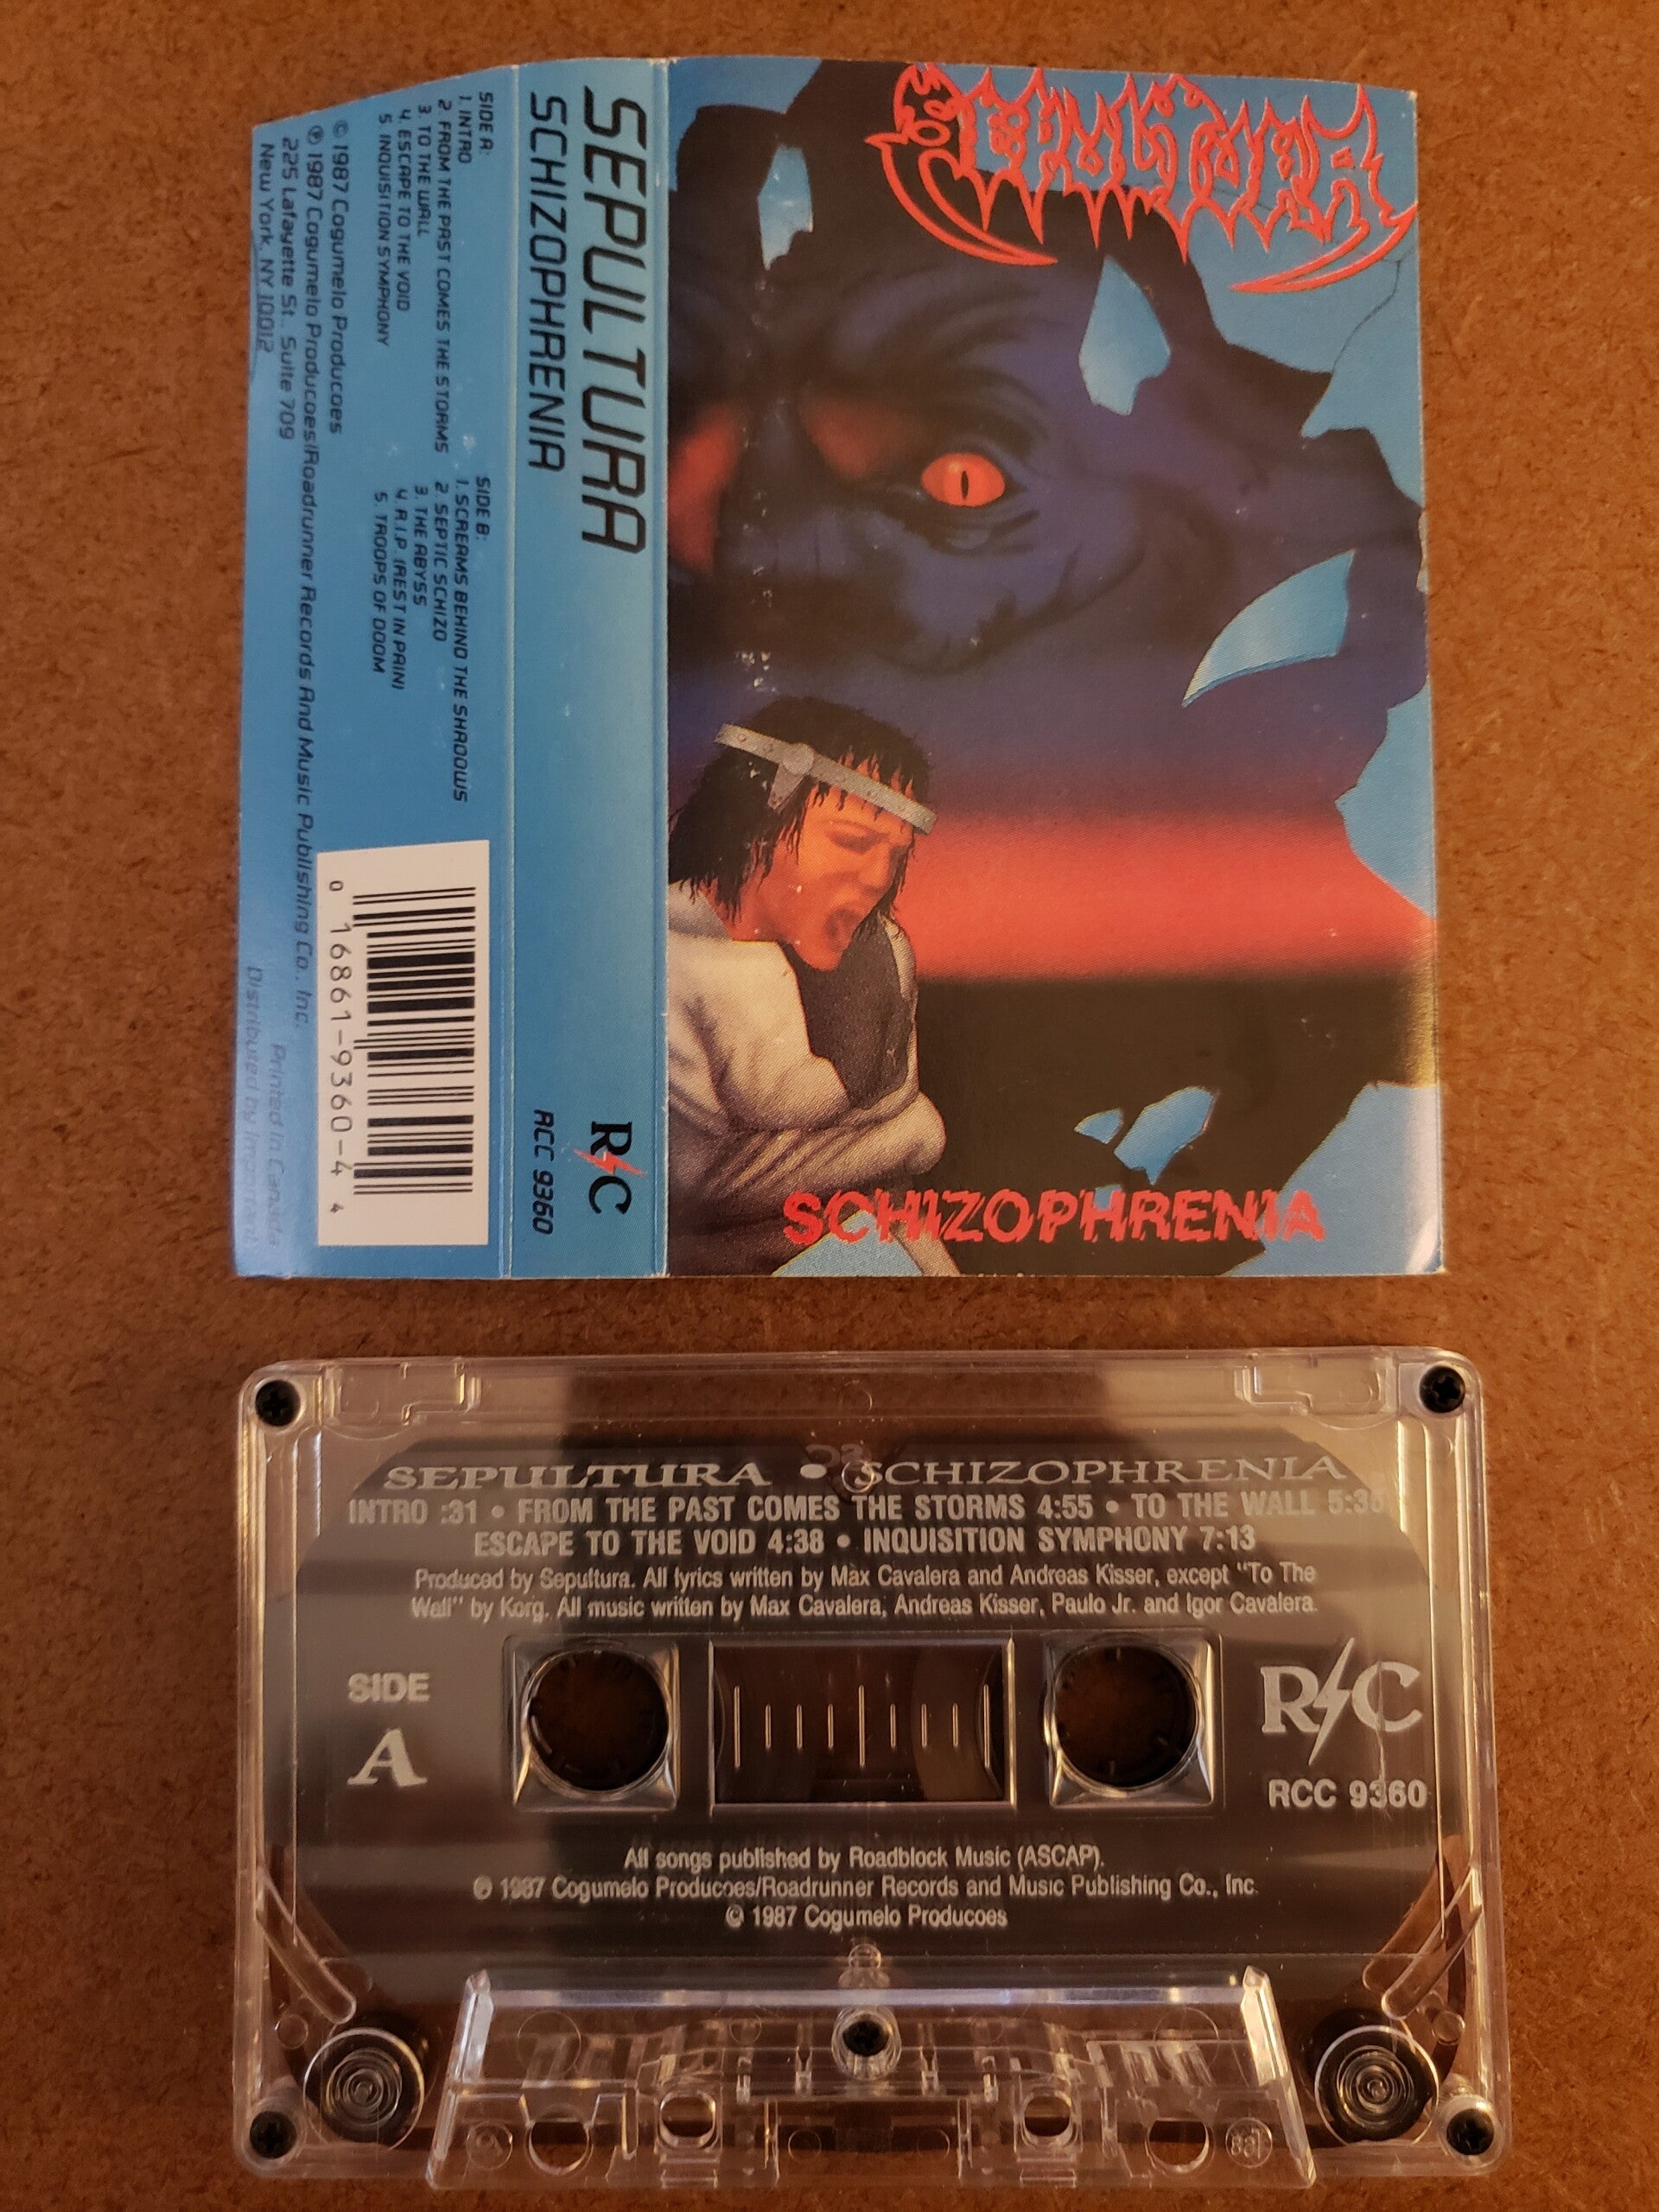 SEPULTURA
SCHIZOPHRENIA
SEPULTURA
SCHIZOPHRENIA
R C
RCC 9360
SIDE A:
1. INTRO
2. FROM THE PAST COMES THE STORMS
3. TO THE WALL
4. ESCAPE TO THE VOID
5. INQUISITION SYMPHONY
SIDE B:
1. SCREAMS BEHIND THE SHADOWS
2. SEPTIC SCHIZO
3. THE ABYSS
4. R.I.P. (REST IN PAIN)
5. TROOPS OF DOOM
© 1987 Cogumelo Producoes
℗ 1987 Cogumelo Producoes/Roadrunner Records And Music Publishing Co., Inc.
225 Lafayette St., Suite 709
New York, NY 10012
Printed in Canada
Distributed by Important
0 16861-9360-4 4
SEPULTURA • SCHIZOPHRENIA
INTRO :31 • FROM THE PAST COMES THE STORMS 4:55 • TO THE WALL
ESCAPE TO THE VOID 4:38 • INQUISITION SYMPHONY 7:13
Produced by Sepultura. All lyrics written by Max Cavalera and Andreas Kisser, except "To The
Wall" by Korg. All music written by Max Cavalera, Andreas Kisser, Paulo Jr. and Igor Cavalera.
SIDE
A
R C
RCC 9360
All songs published by Roadblock Music (ASCAP).
℗ 1987 Cogumelo Producoes/Roadrunner Records and Music Publishing Co., Inc.
© 1987 Cogumelo Producoes